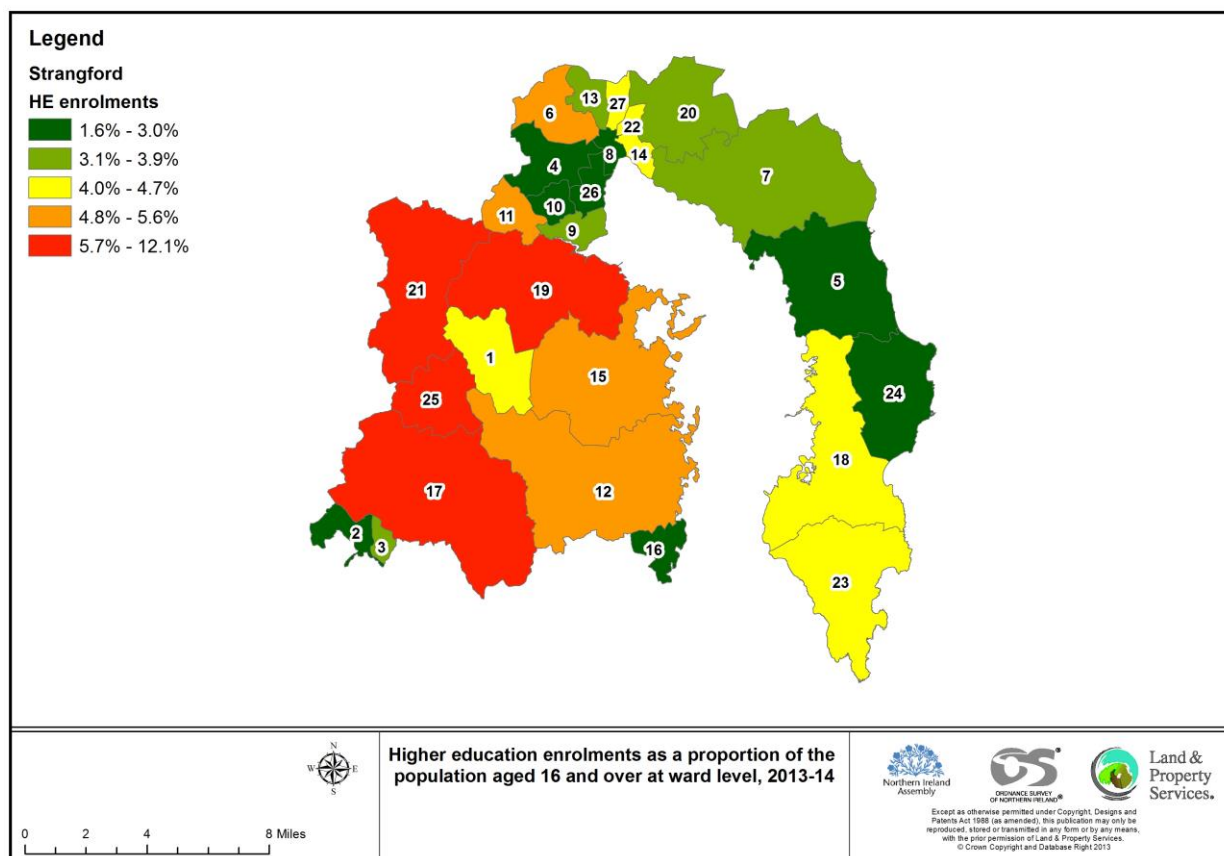 Legend
Strangford
HE enrolments
1.6% - 3.0%
3.1% - 3.9%
4.0% - 4.7%
4.8% - 5.6%
5.7% - 12.1%
13
27
20
6
22
8
14
4
7
26
10
11
9
5
21
19
1
15
24
25
18
12
17
2
3
16
23
N
W
E
S
0 2 4 8 Miles
Higher education enrolments as a proportion of the
population aged 16 and over at ward level, 2013-14
Northern Ireland
Assembly
OS®
ORDNANCE SURVEY
OF NORTHERN IRELAND®
Land &
Property
Services.
Except as otherwise permitted under Copyright, Designs and
Patents Act 1988 (as amended), this publication may only be
reproduced, stored or transmitted in any form or by any means,
with the prior permission of Land & Property Services.
© Crown Copyright and Database Right 2013